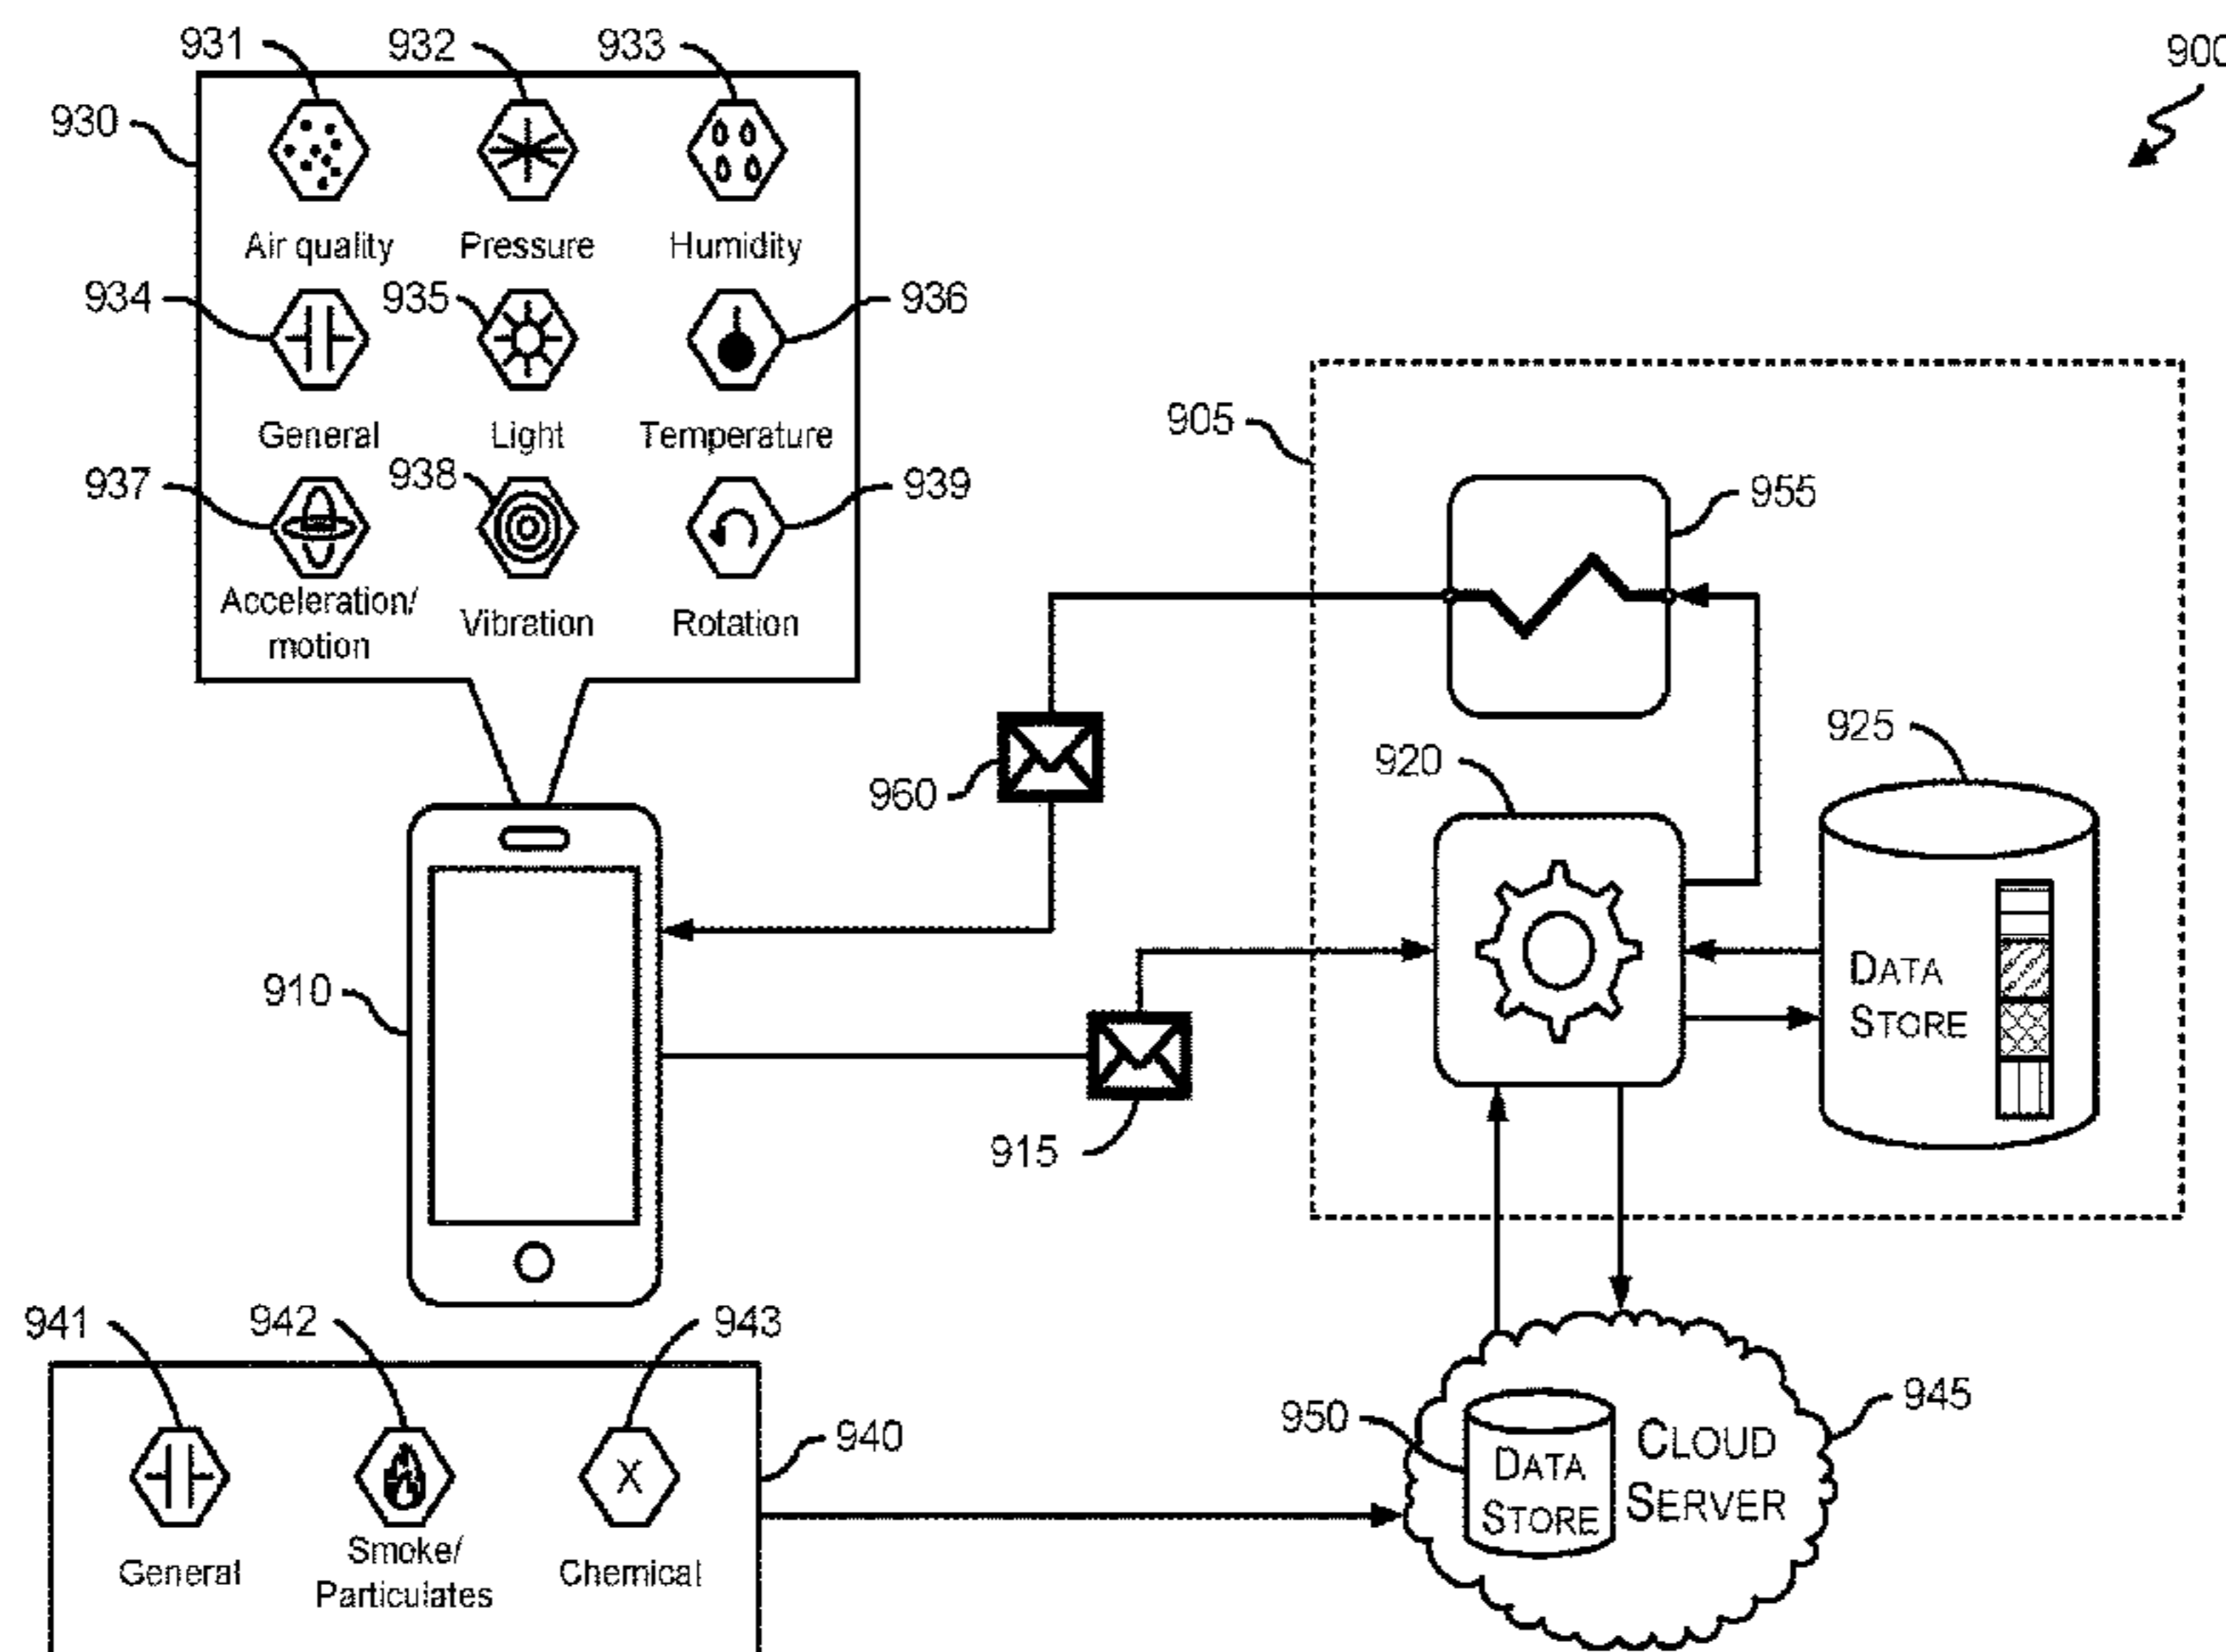 931
932
933
900
930
Air quality
Pressure
Humidity
934
935
936
General
Light
Temperature
937
938
939
Acceleration/
motion
Vibration
Rotation
905
955
960
920
925
910
DATA
STORE
915
941
942
943
940
General
Smoke/
Particulates
Chemical
X
950
945
DATA
STORE
CLOUD
SERVER